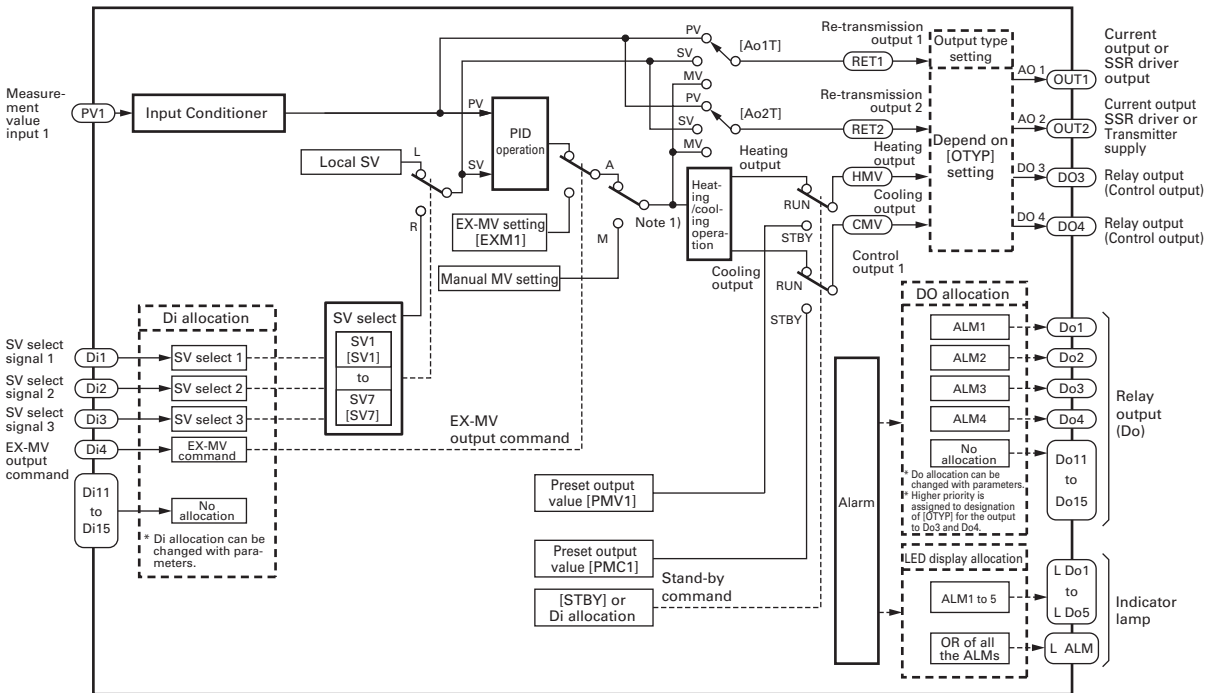 Measure-
ment
value
input 1
PV1
Input Conditioner
PV
SV
MV
[Ao1T]
PV
SV
MV
[Ao2T]
Re-transmission
output 1
RET1
Re-transmission
output 2
RET2
Output type
setting
Depend on
[OTYP]
setting
AO 1
OUT1
Current
output or
SSR driver
output
AO 2
OUT2
Current output
SSR driver or
Transmitter
supply
DO 3
DO3
Relay output
(Control output)
DO 4
DO4
Relay output
(Control output)
PV
SV
PID
operation
Local SV
L
R
A
M
Note 1)
EX-MV setting
[EXM1]
Manual MV setting
Heat-
ing
/cool-
ing
opera-
tion
Heating
output
Cooling
output
RUN
STBY
RUN
STBY
Heating
output
HMV
Cooling
output
CMV
Control
output 1
SV select
signal 1
SV select
signal 2
SV select
signal 3
EX-MV
output
command
Di1
Di2
Di3
Di4
Di11
to
Di15
Di allocation
SV select 1
SV select 2
SV select 3
EX-MV
command
No
allocation
* Di allocation can be
changed with para-
meters.
SV select
SV1
[SV1]
to
SV7
[SV7]
EX-MV
output command
Preset output
value [PMV1]
Preset output
value [PMC1]
[STBY] or
Di allocation
Stand-by
command
Alarm
DO allocation
ALM1
ALM2
ALM3
ALM4
No
allocation
* Do allocation can be
changed with parameters.
* Higher priority is
assigned to designation
of [OTYP] for the output
to Do3 and Do4.
Do1
Do2
Do3
Do4
Do11
to
Do15
Relay
output
(Do)
LED display allocation
ALM1 to 5
OR of all
the ALMs
L Do1
to
L Do5
L ALM
Indicator
lamp